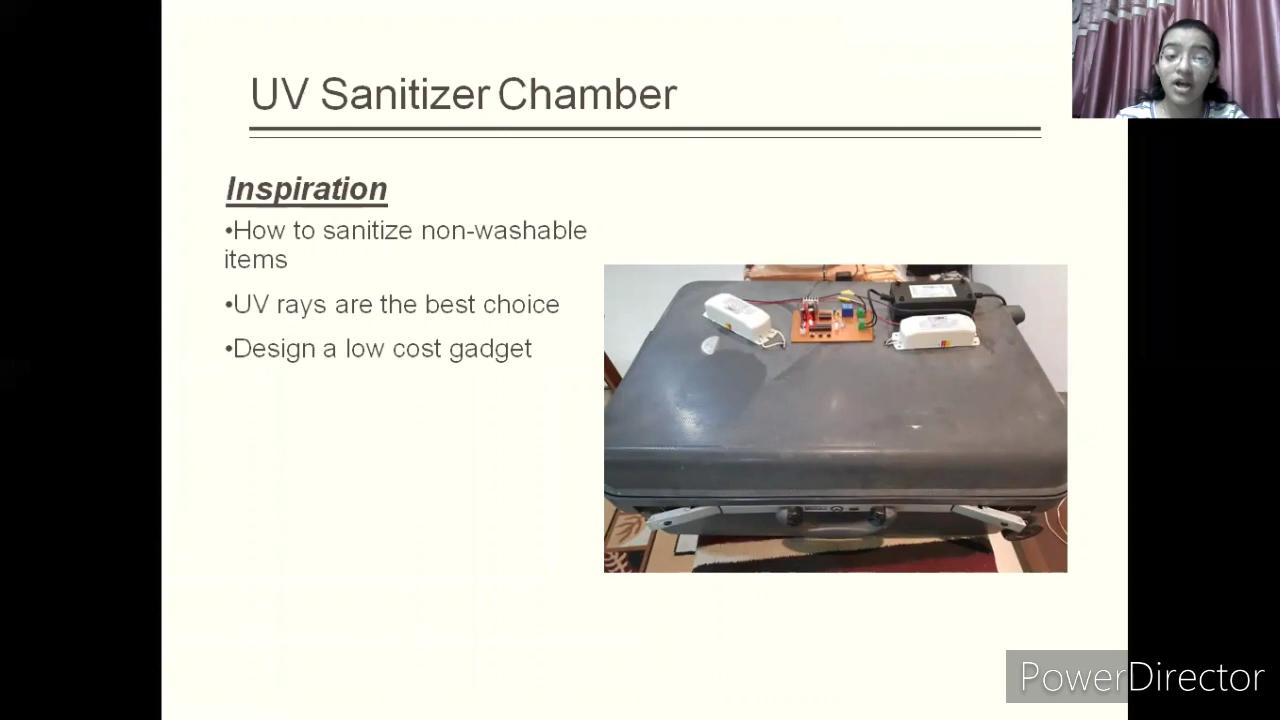 UV Sanitizer Chamber
Inspiration
•How to sanitize non-washable
items
•UV rays are the best choice
•Design a low cost gadget
PowerDirector